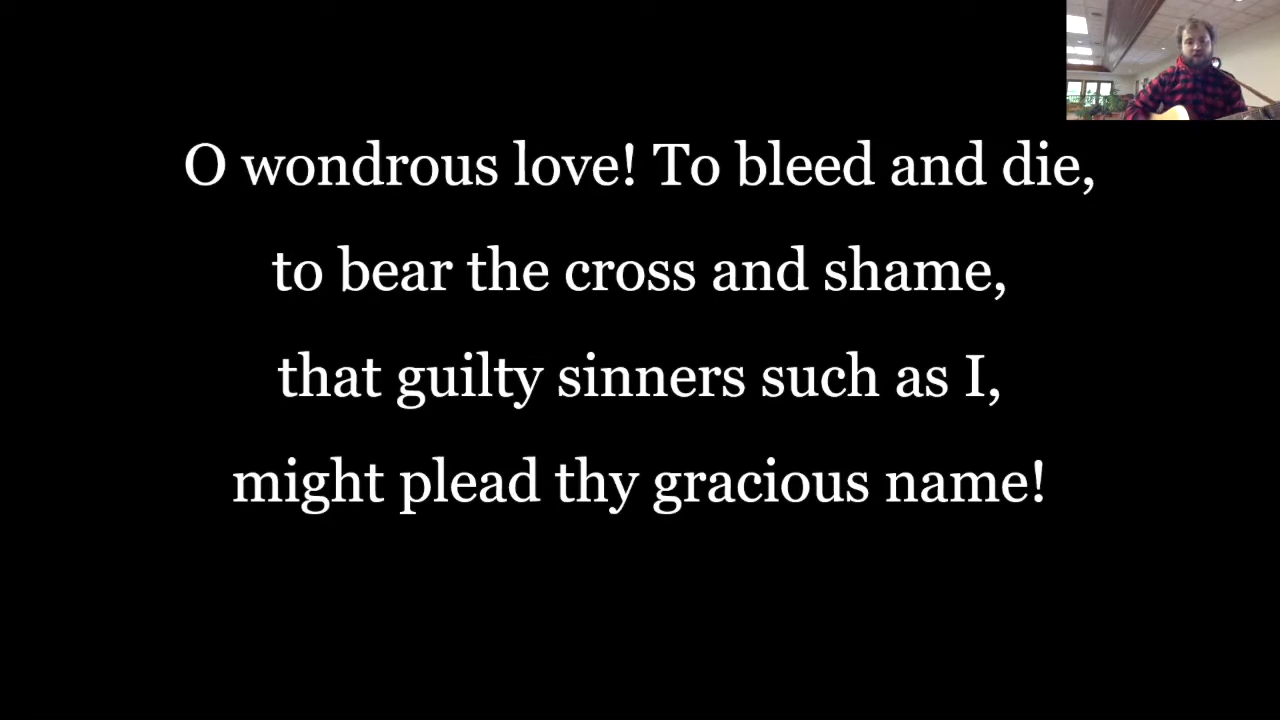 O wondrous love! To bleed and die,
to bear the cross and shame,
that guilty sinners such as I,
might plead thy gracious name!